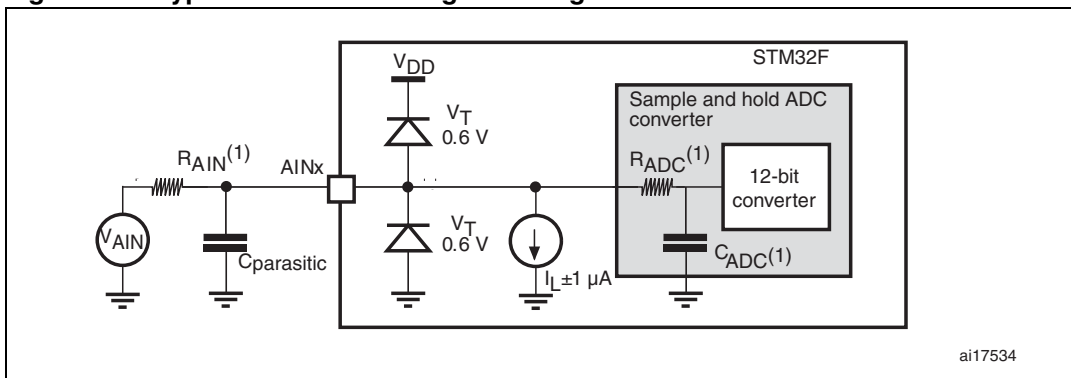 STM32F
VDD
VT
0.6 V
Sample and hold ADC
converter
RAIN(1)
AINx
RADC(1)
12-bit
converter
VAIN
Cparasitic
VT
0.6 V
IL±1 µA
CADC(1)
ai17534